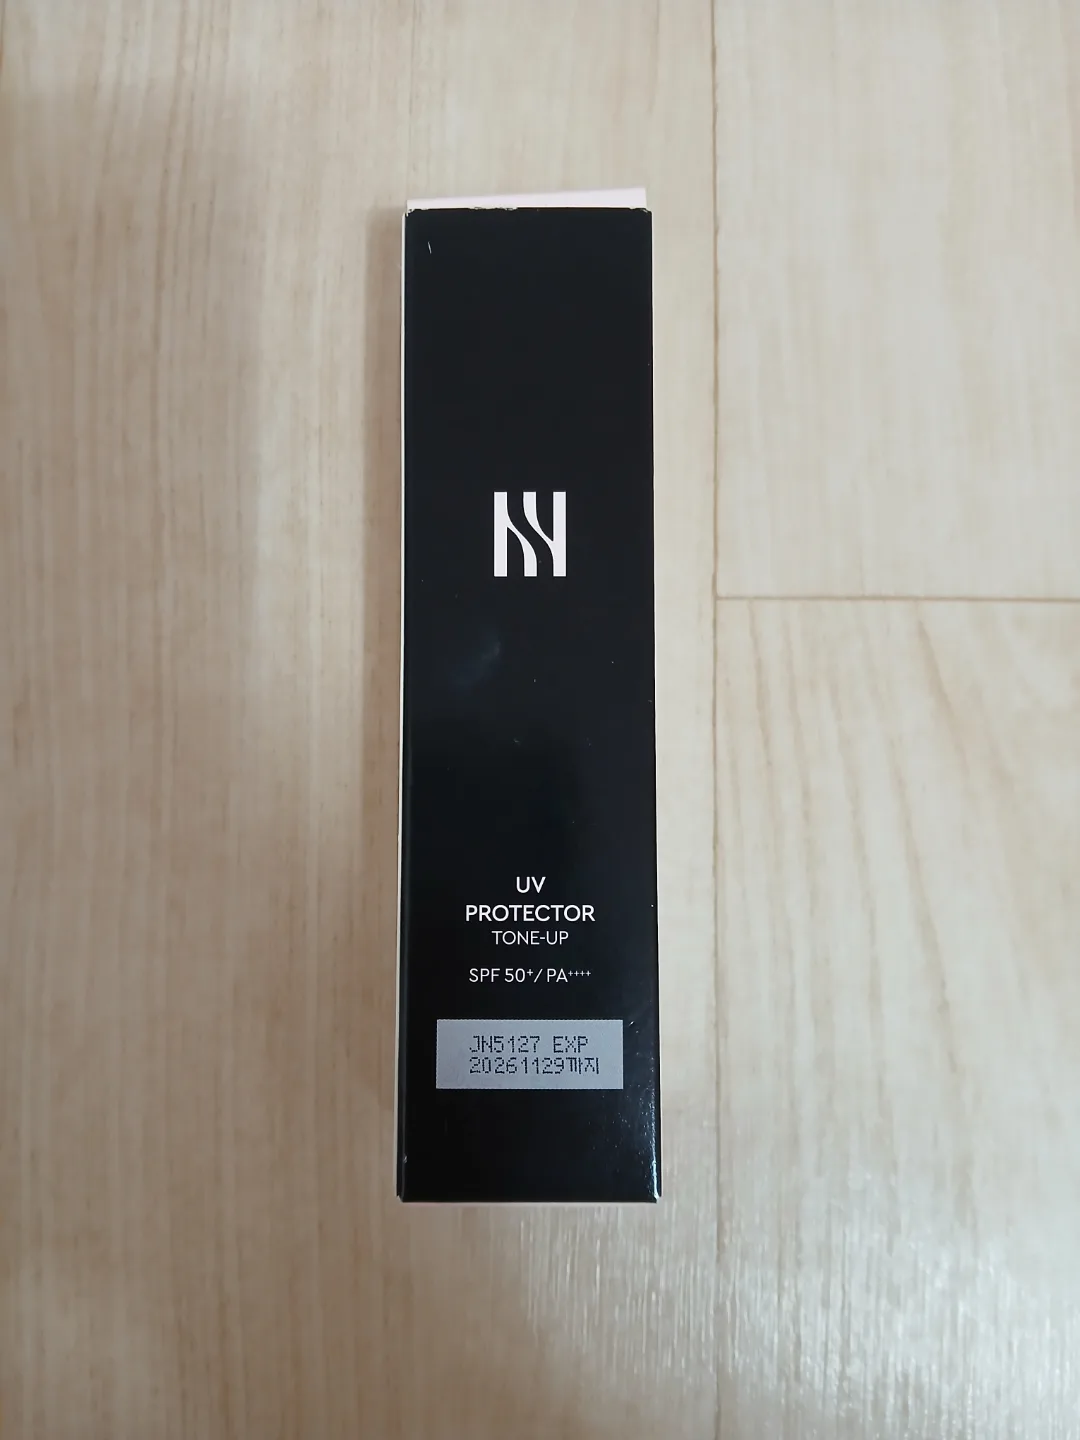 UV
PROTECTOR
TONE-UP
SPF 50⁺/ PA⁺⁺⁺⁺
JN5127 EXP
20261129까지